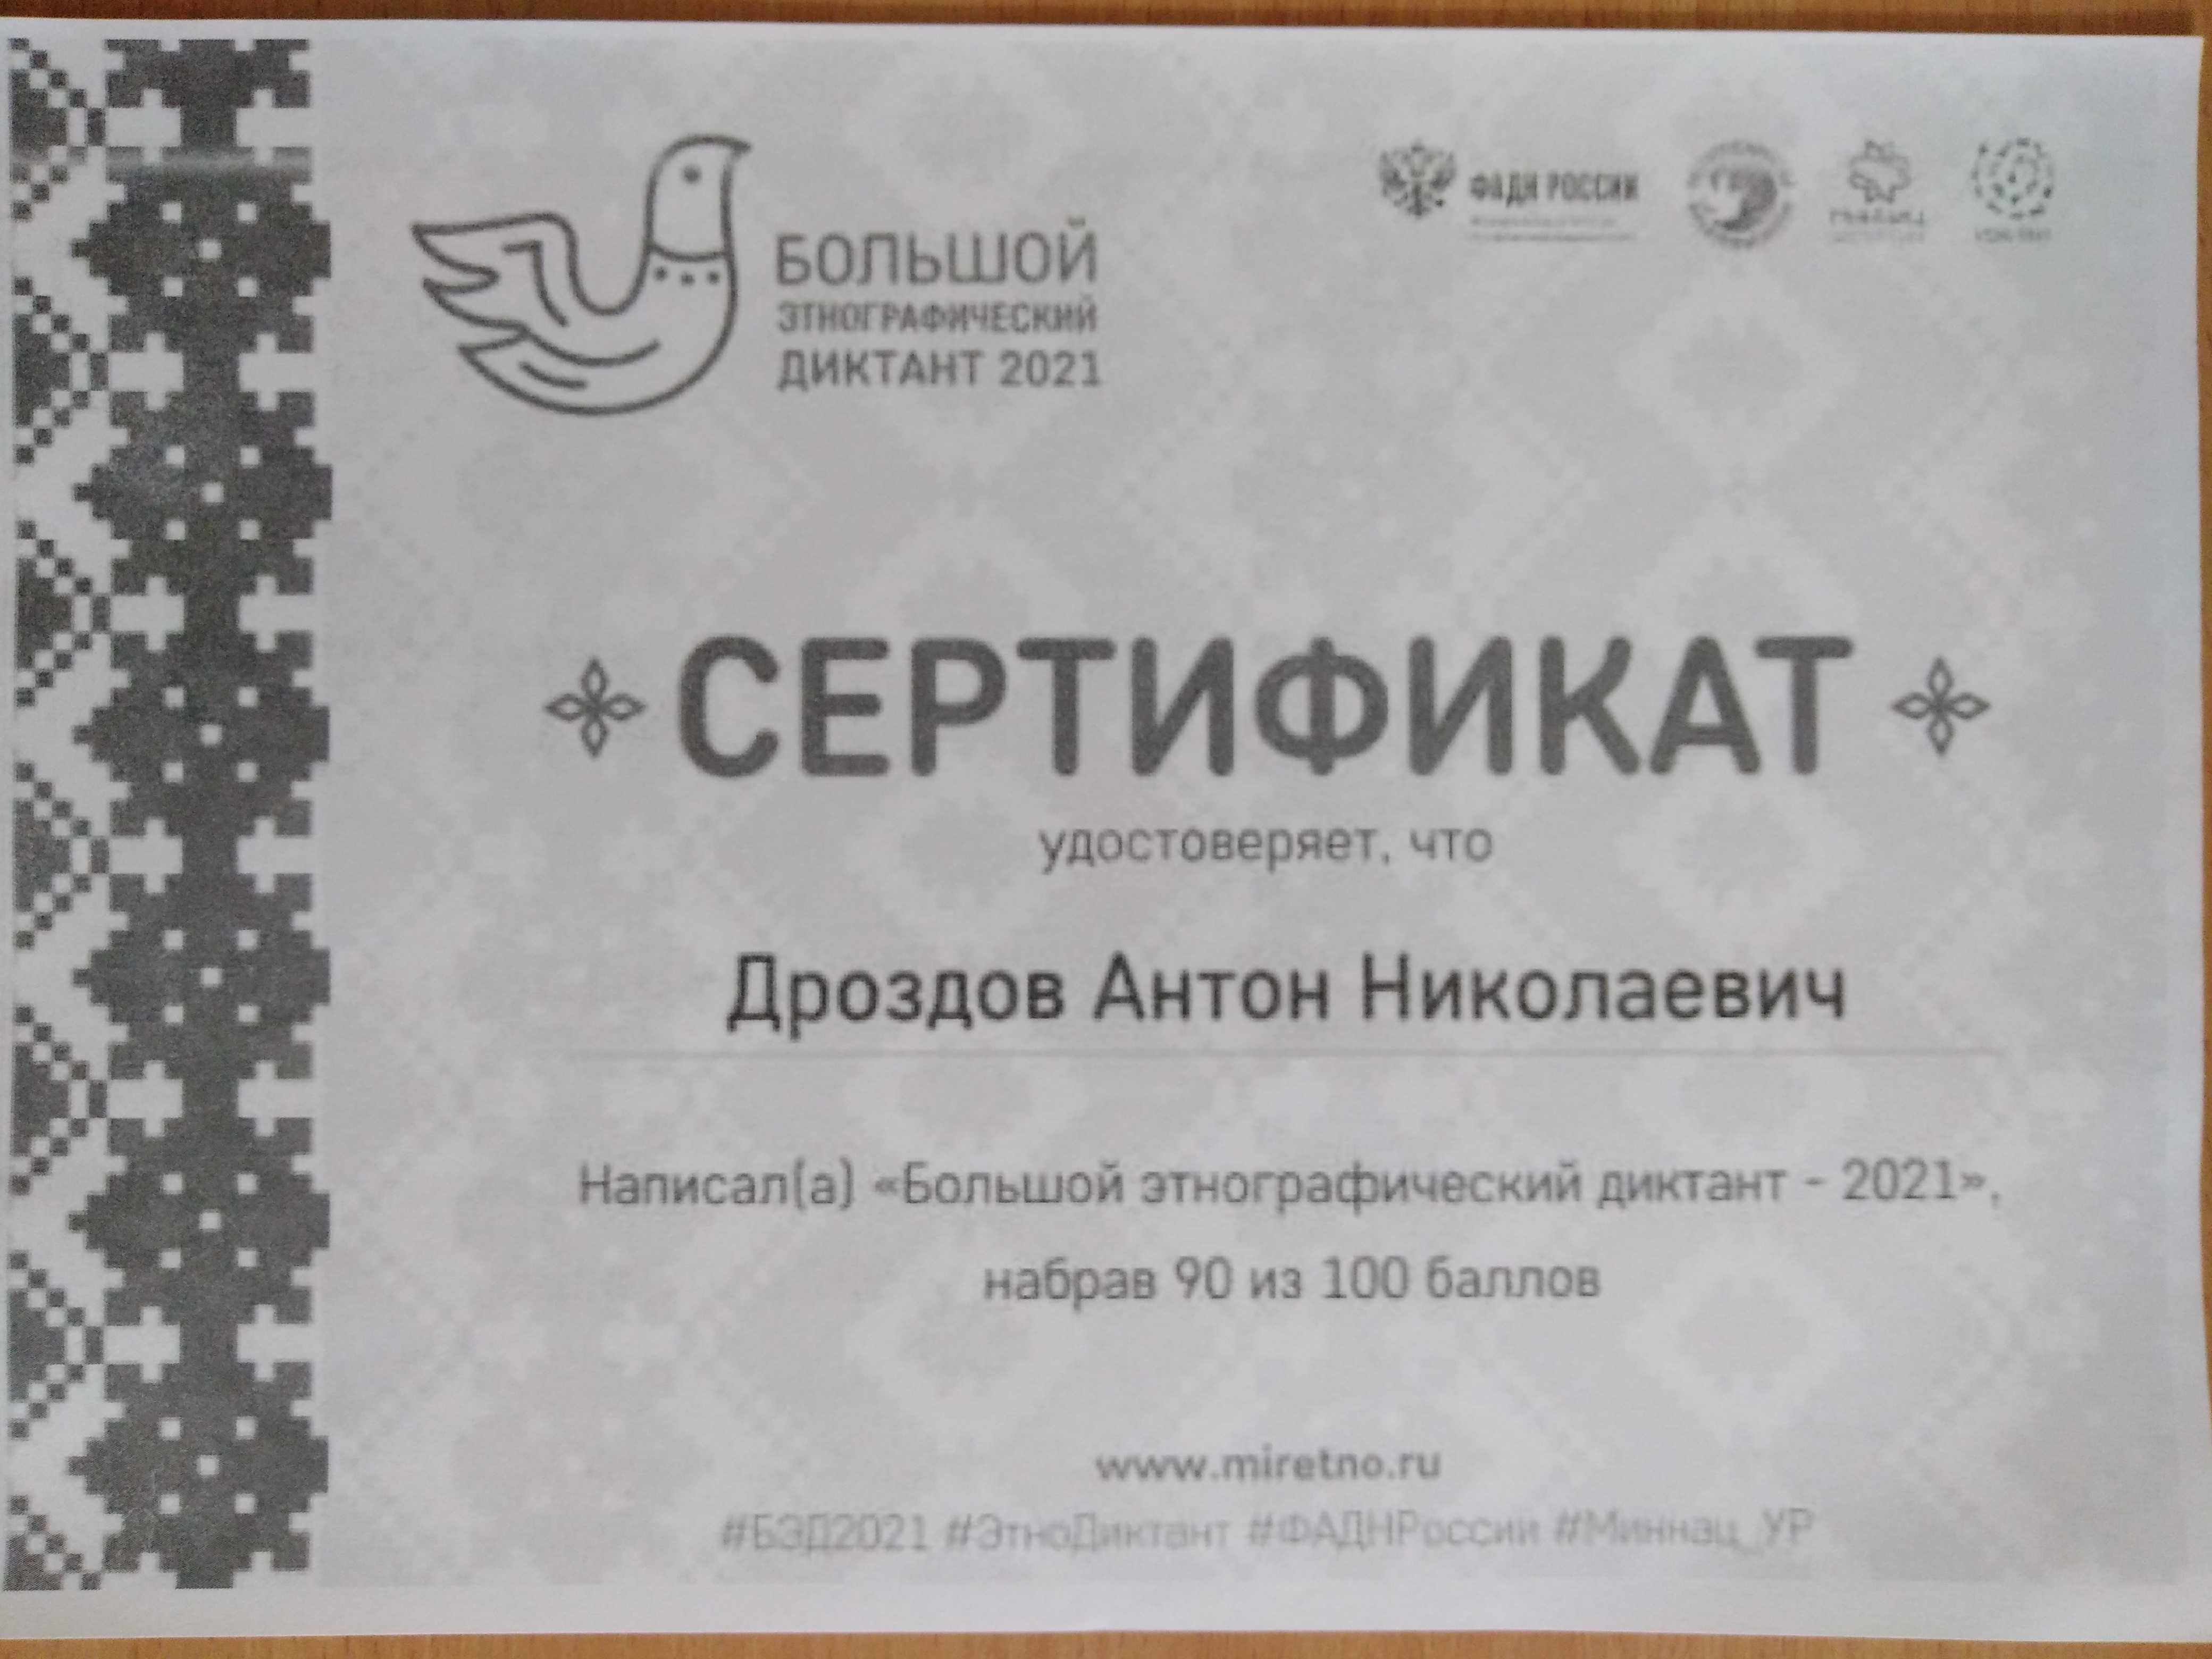 БОЛЬШОЙ
ЭТНОГРАФИЧЕСКИЙ
ДИКТАНТ 2021
ФАДН РОССИИ
СЕРТИФИКАТ
удостоверяет, что
Дроздов Антон Николаевич
Написал(а) «Большой этнографический диктант - 2021»,
набрав 90 из 100 баллов
www.miretno.ru
#БЭД2021 #ЭтноДиктант #ФАДНРоссии #Миннац_УР